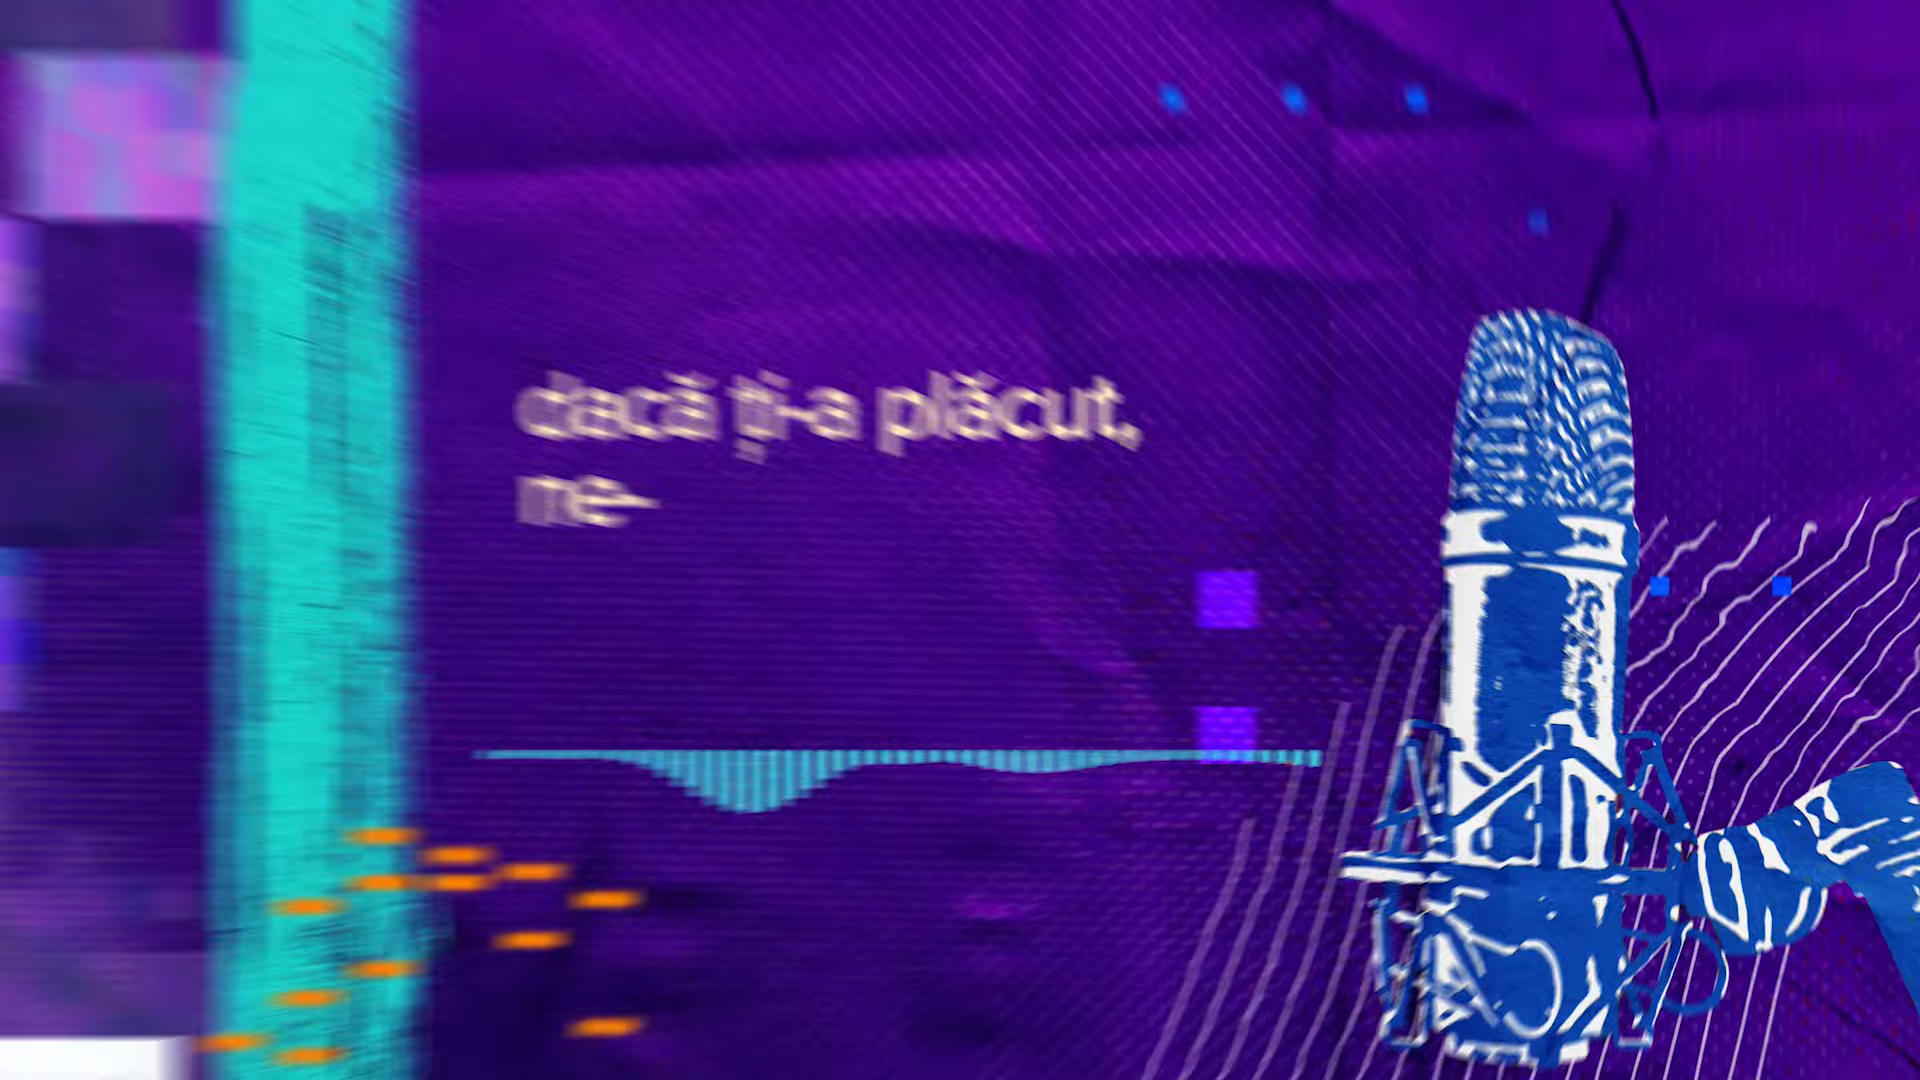 dacă ți-a plăcut,
ne-